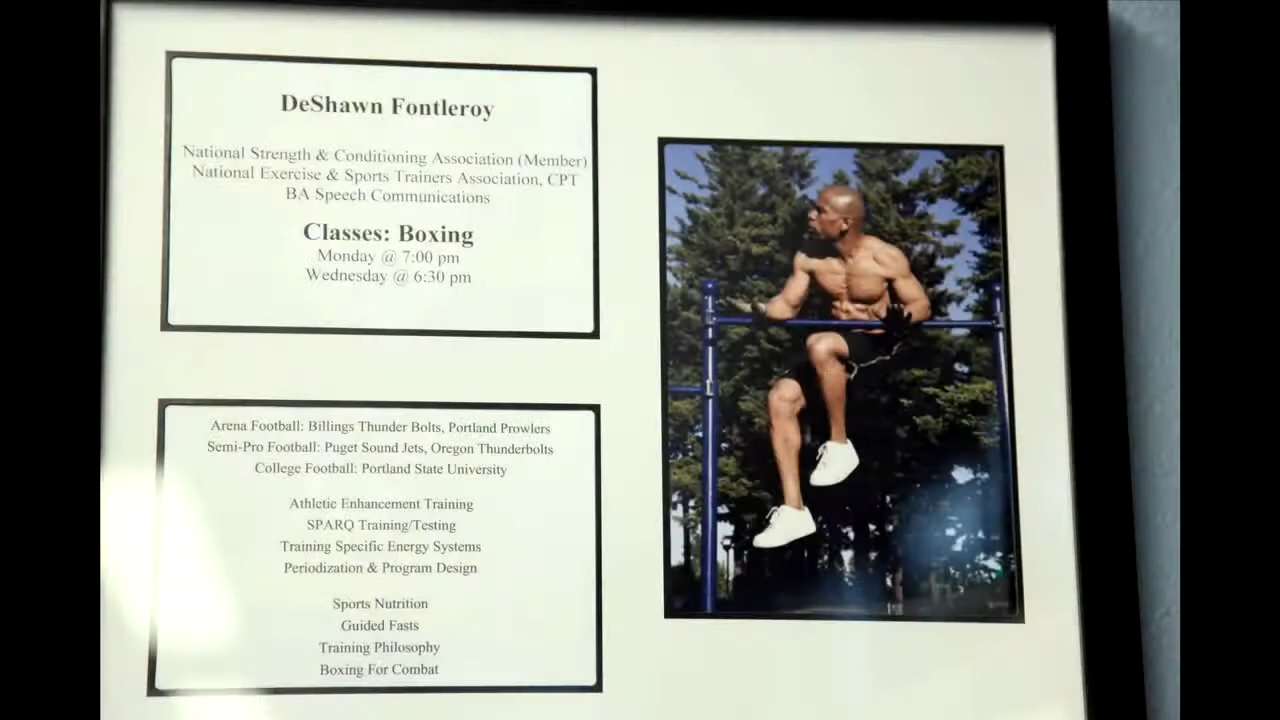 DeShawn Fontleroy
National Strength & Conditioning Association (Member)
National Exercise & Sports Trainers Association, CPT
BA Speech Communications
Classes: Boxing
Monday @ 7:00 pm
Wednesday @ 6:30 pm
Arena Football: Billings Thunder Bolts, Portland Prowlers
Semi-Pro Football: Puget Sound Jets, Oregon Thunderbolts
College Football: Portland State University
Athletic Enhancement Training
SPARQ Training/Testing
Training Specific Energy Systems
Periodization & Program Design
Sports Nutrition
Guided Fasts
Training Philosophy
Boxing For Combat